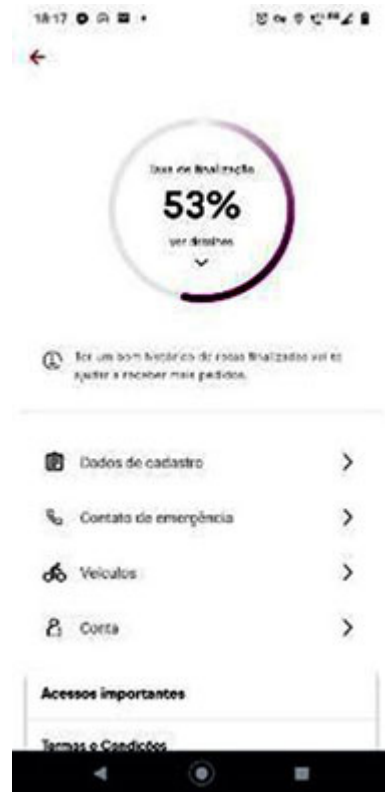 18:17
Taxa de finalização
53%
ver detalhes
Ter um bom histórico de rotas finalizadas vai te
ajudar a receber mais pedidos.
Dados de cadastro
Contato de emergência
Veículos
Conta
Acessos importantes
Termos e Condições